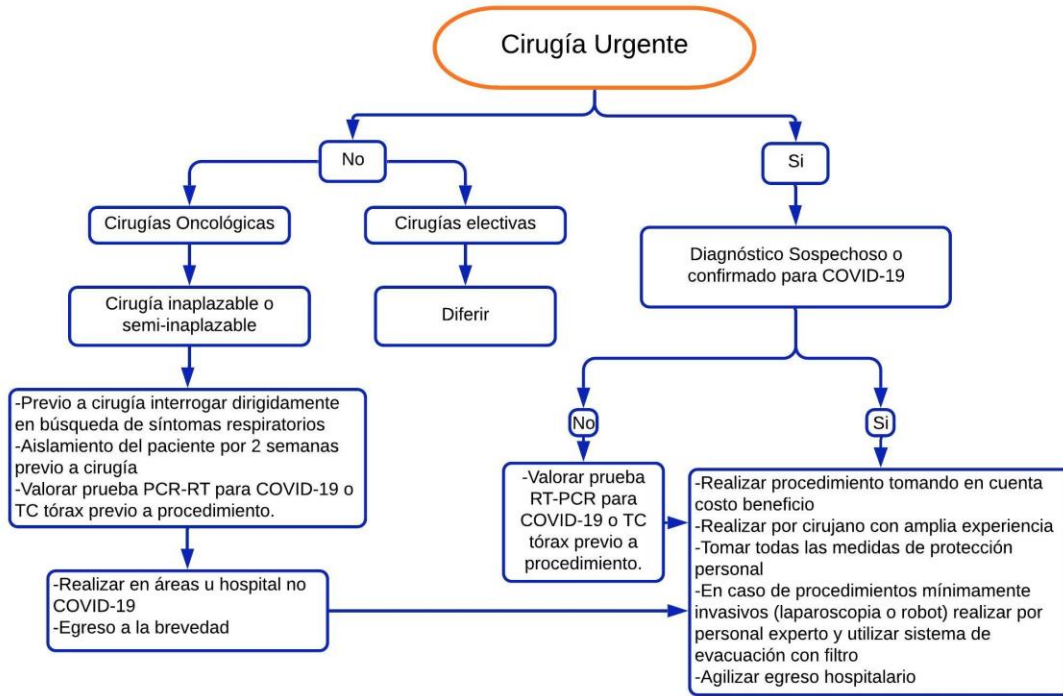 Cirugía Urgente
No
Si
Cirugías Oncológicas
Cirugías electivas
Diagnóstico Sospechoso o
confirmado para COVID-19
Cirugía inaplazable o
semi-inaplazable
Diferir
-Previo a cirugía interrogar dirigidamente
en búsqueda de síntomas respiratorios
-Aislamiento del paciente por 2 semanas
previo a cirugía
-Valorar prueba PCR-RT para COVID-19 o
TC tórax previo a procedimiento.
No
Si
-Valorar prueba
RT-PCR para
COVID-19 o TC
tórax previo a
procedimiento.
-Realizar procedimiento tomando en cuenta
costo beneficio
-Realizar por cirujano con amplia experiencia
-Tomar todas las medidas de protección
personal
-En caso de procedimientos mínimamente
invasivos (laparoscopia o robot) realizar por
personal experto y utilizar sistema de
evacuación con filtro
-Agilizar egreso hospitalario
-Realizar en áreas u hospital no
COVID-19
-Egreso a la brevedad